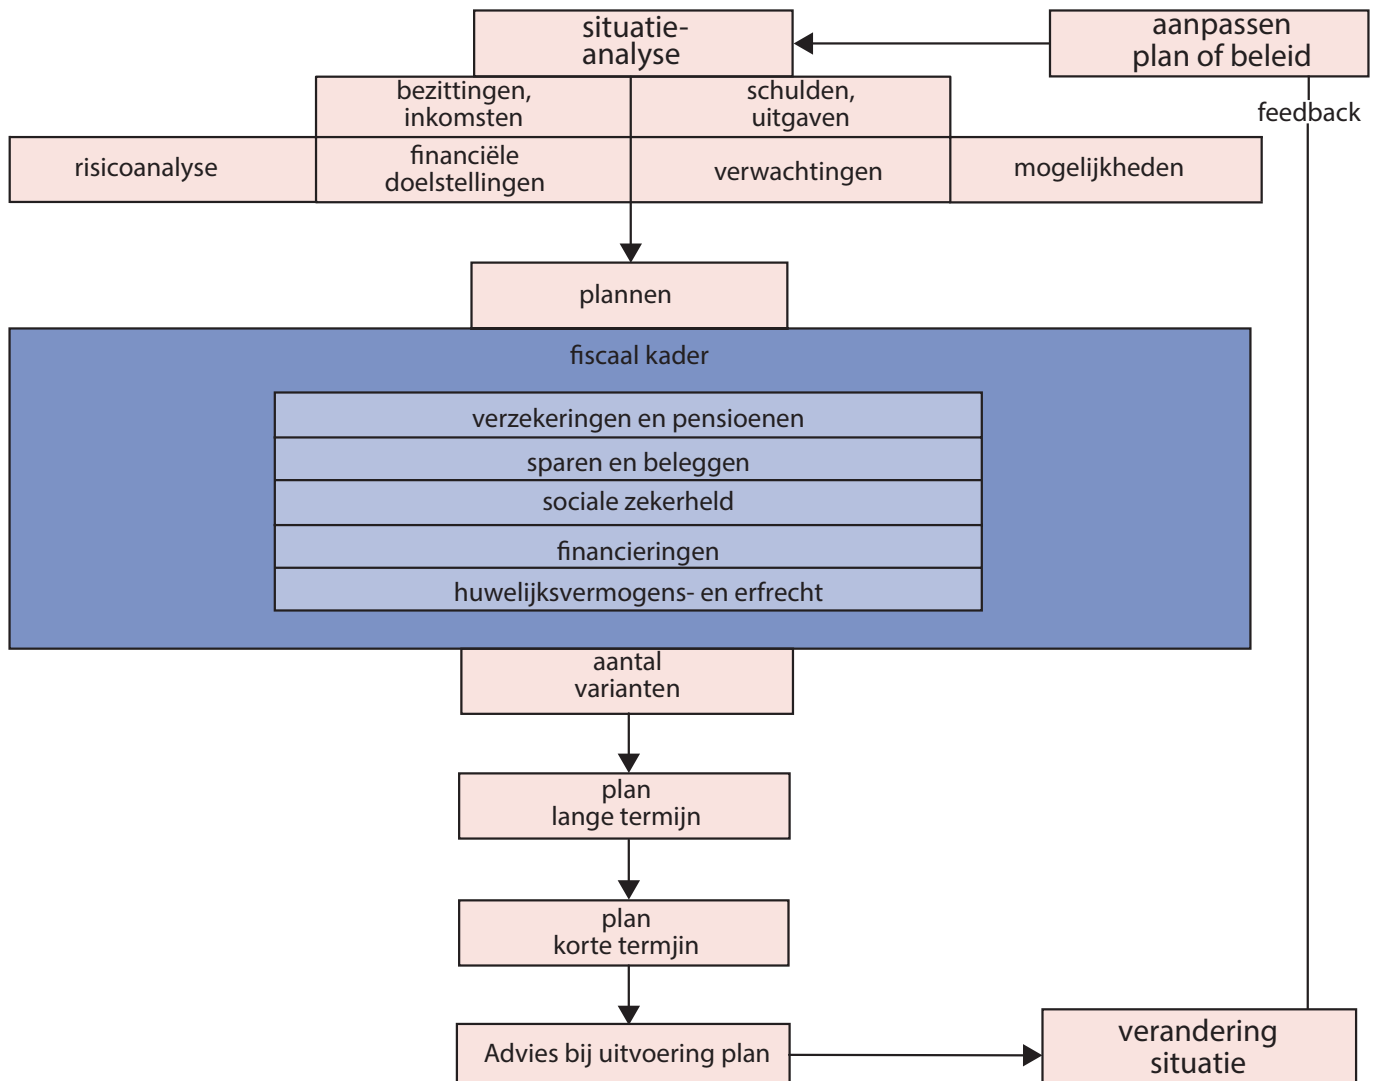 situatie-
analyse
aanpassen
plan of beleid
feedback
bezittingen,
inkomsten
schulden,
uitgaven
risicoanalyse
financiële
doelstellingen
verwachtingen
mogelijkheden
plannen
fiscaal kader
verzekeringen en pensioenen
sparen en beleggen
sociale zekerheld
financieringen
huwelijksvermogens- en erfrecht
aantal
varianten
plan
lange termijn
plan
korte termjin
Advies bij uitvoering plan
verandering
situatie